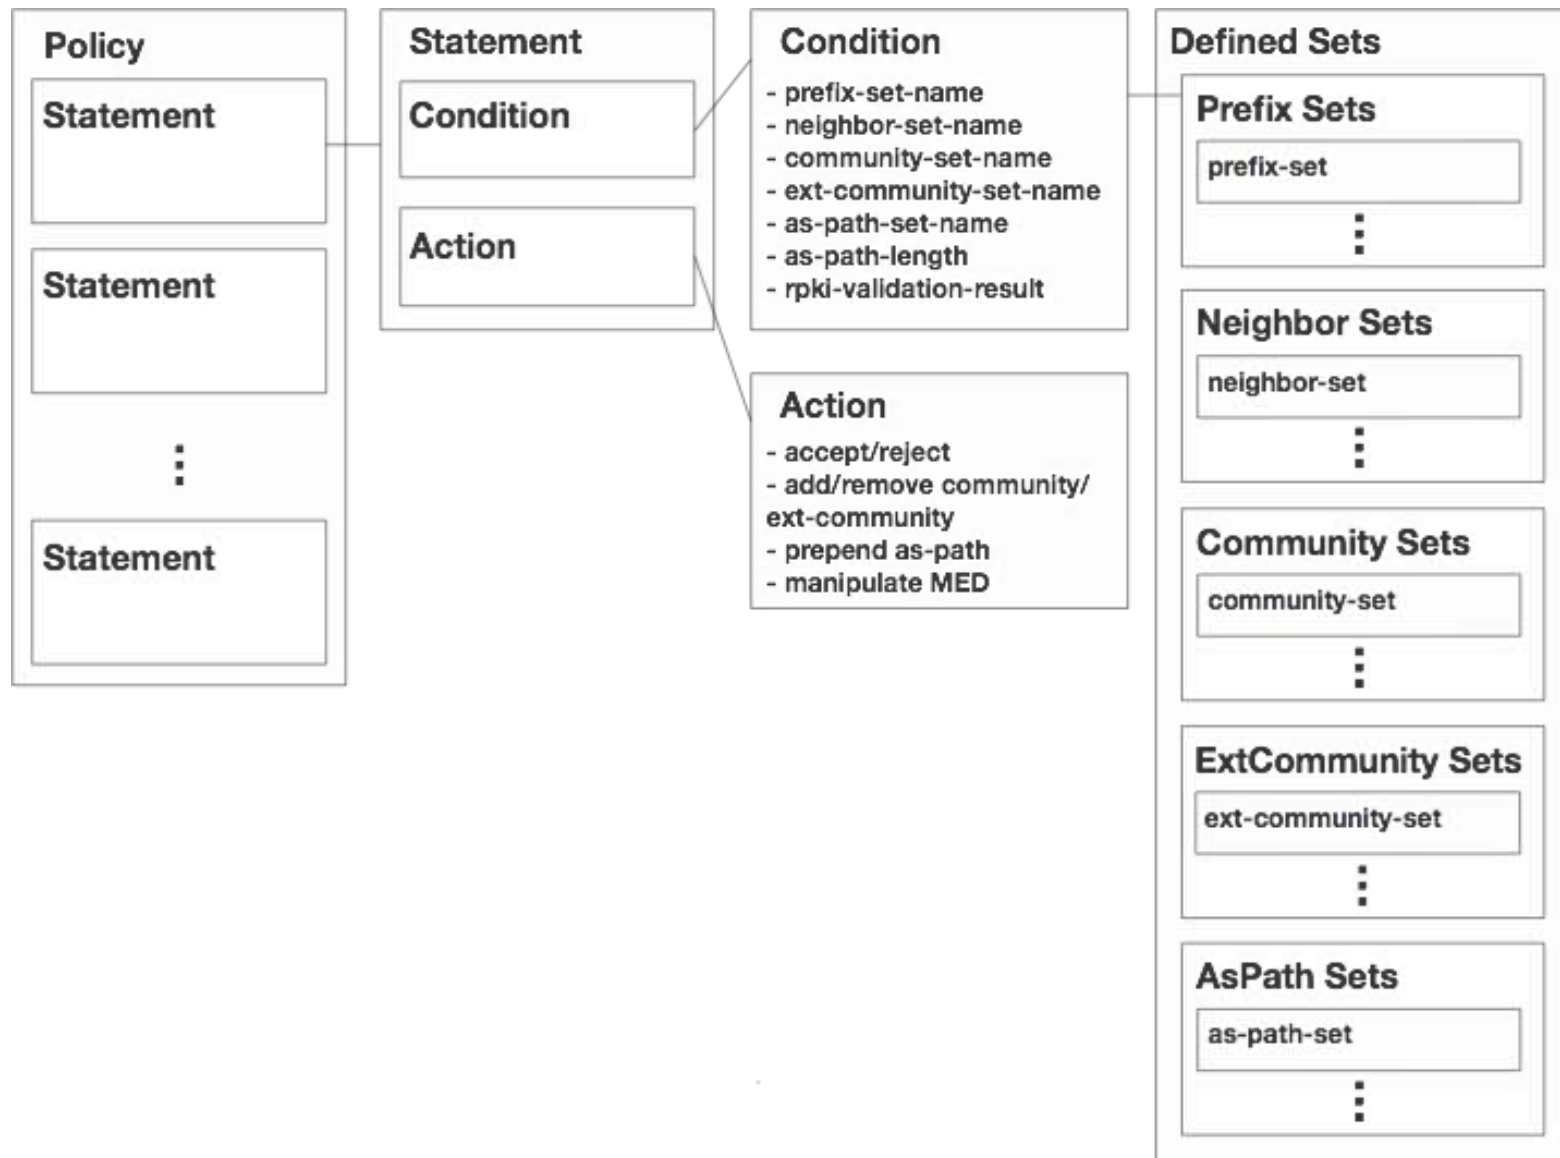 Policy
Statement
Statement
Statement
Statement
Condition
Action
Condition
- prefix-set-name
- neighbor-set-name
- community-set-name
- ext-community-set-name
- as-path-set-name
- as-path-length
- rpki-validation-result
Action
- accept/reject
- add/remove community/
ext-community
- prepend as-path
- manipulate MED
Defined Sets
Prefix Sets
prefix-set
Neighbor Sets
neighbor-set
Community Sets
community-set
ExtCommunity Sets
ext-community-set
AsPath Sets
as-path-set